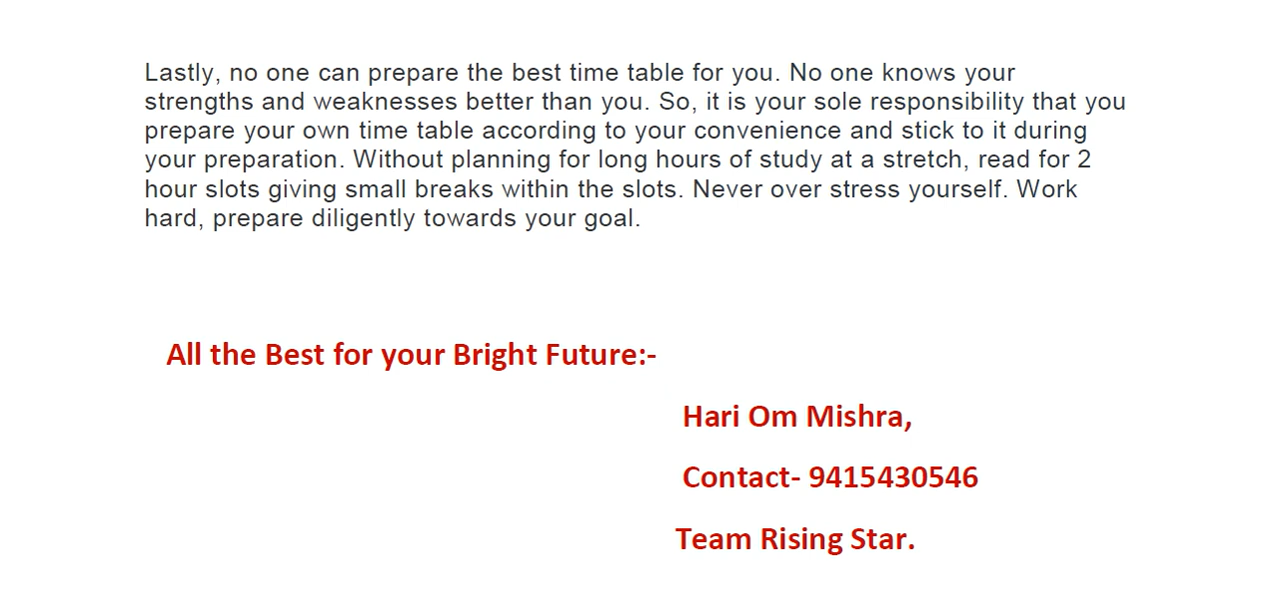 Lastly, no one can prepare the best time table for you. No one knows your
strengths and weaknesses better than you. So, it is your sole responsibility that you
prepare your own time table according to your convenience and stick to it during
your preparation. Without planning for long hours of study at a stretch, read for 2
hour slots giving small breaks within the slots. Never over stress yourself. Work
hard, prepare diligently towards your goal.
All the Best for your Bright Future:-
Hari Om Mishra,
Contact- 9415430546
Team Rising Star.